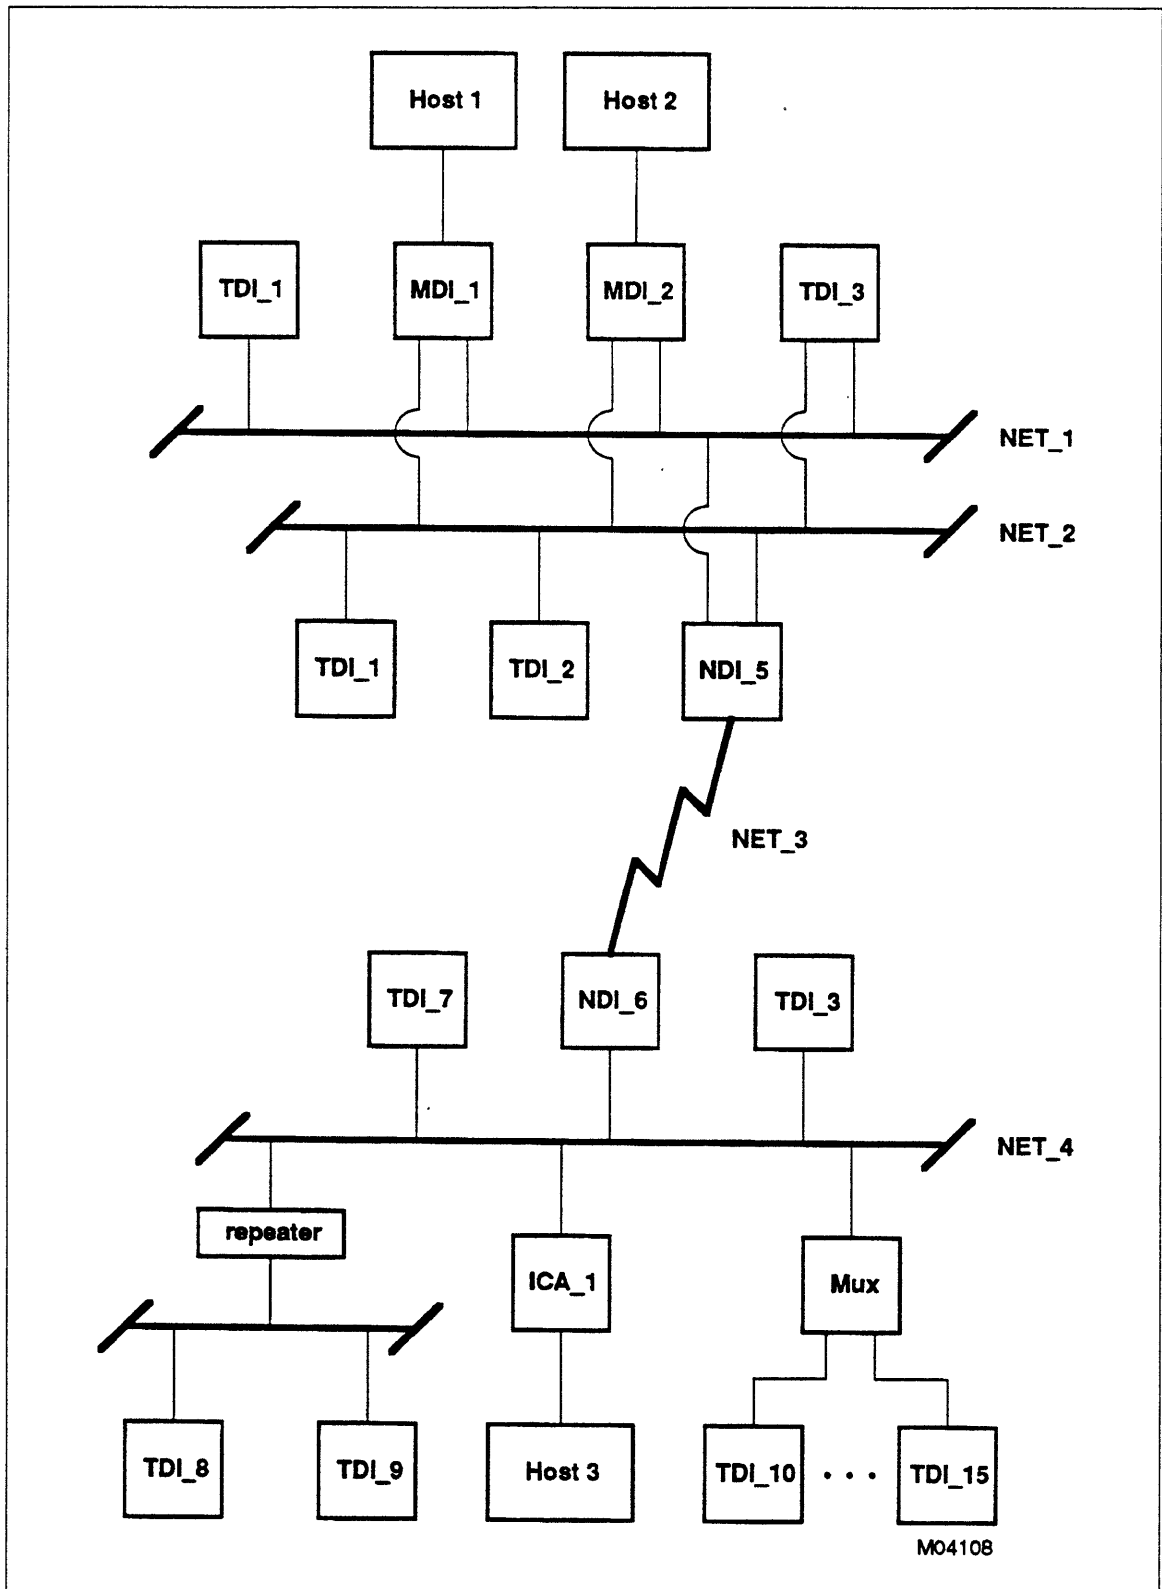 Host 1
Host 2
TDI_1
MDI_1
MDI_2
TDI_3
NET_1
NET_2
TDI_1
TDI_2
NDI_5
NET_3
TDI_7
NDI_6
TDI_3
NET_4
repeater
ICA_1
Mux
TDI_8
TDI_9
Host 3
TDI_10
• • •
TDI_15
M04108